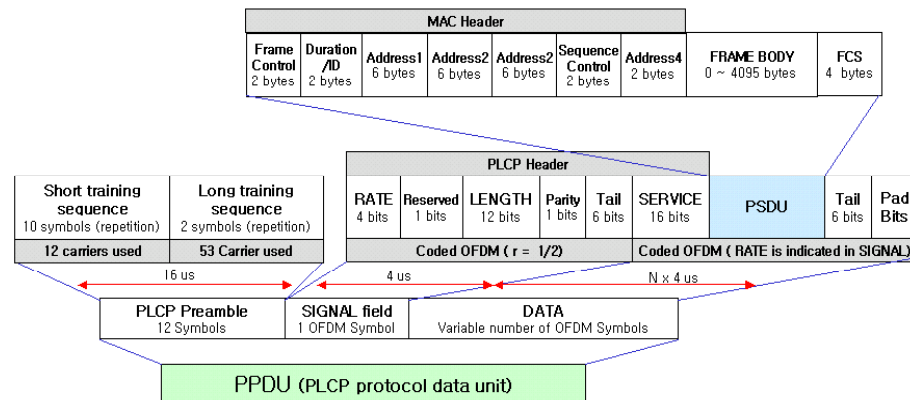 MAC Header
Frame Control 2 bytes
Duration /ID 2 bytes
Address1 6 bytes
Address2 6 bytes
Address2 6 bytes
Sequence Control 2 bytes
Address4 2 bytes
FRAME BODY 0 ~ 4095 bytes
FCS 4 bytes
PLCP Header
Short training sequence 10 symbols (repetition)
Long training sequence 2 symbols (repetition)
RATE 4 bits
Reserved 1 bits
LENGTH 12 bits
Parity 1 bits
Tail 6 bits
SERVICE 16 bits
PSDU
Tail 6 bits
Pad Bits
12 carriers used
53 Carrier used
Coded OFDM ( r = 1/2)
Coded OFDM ( RATE is indicated in SIGNAL)
16 us
4 us
N x 4 us
PLCP Preamble 12 Symbols
SIGNAL field 1 OFDM Symbol
DATA Variable number of OFDM Symbols
PPDU (PLCP protocol data unit)